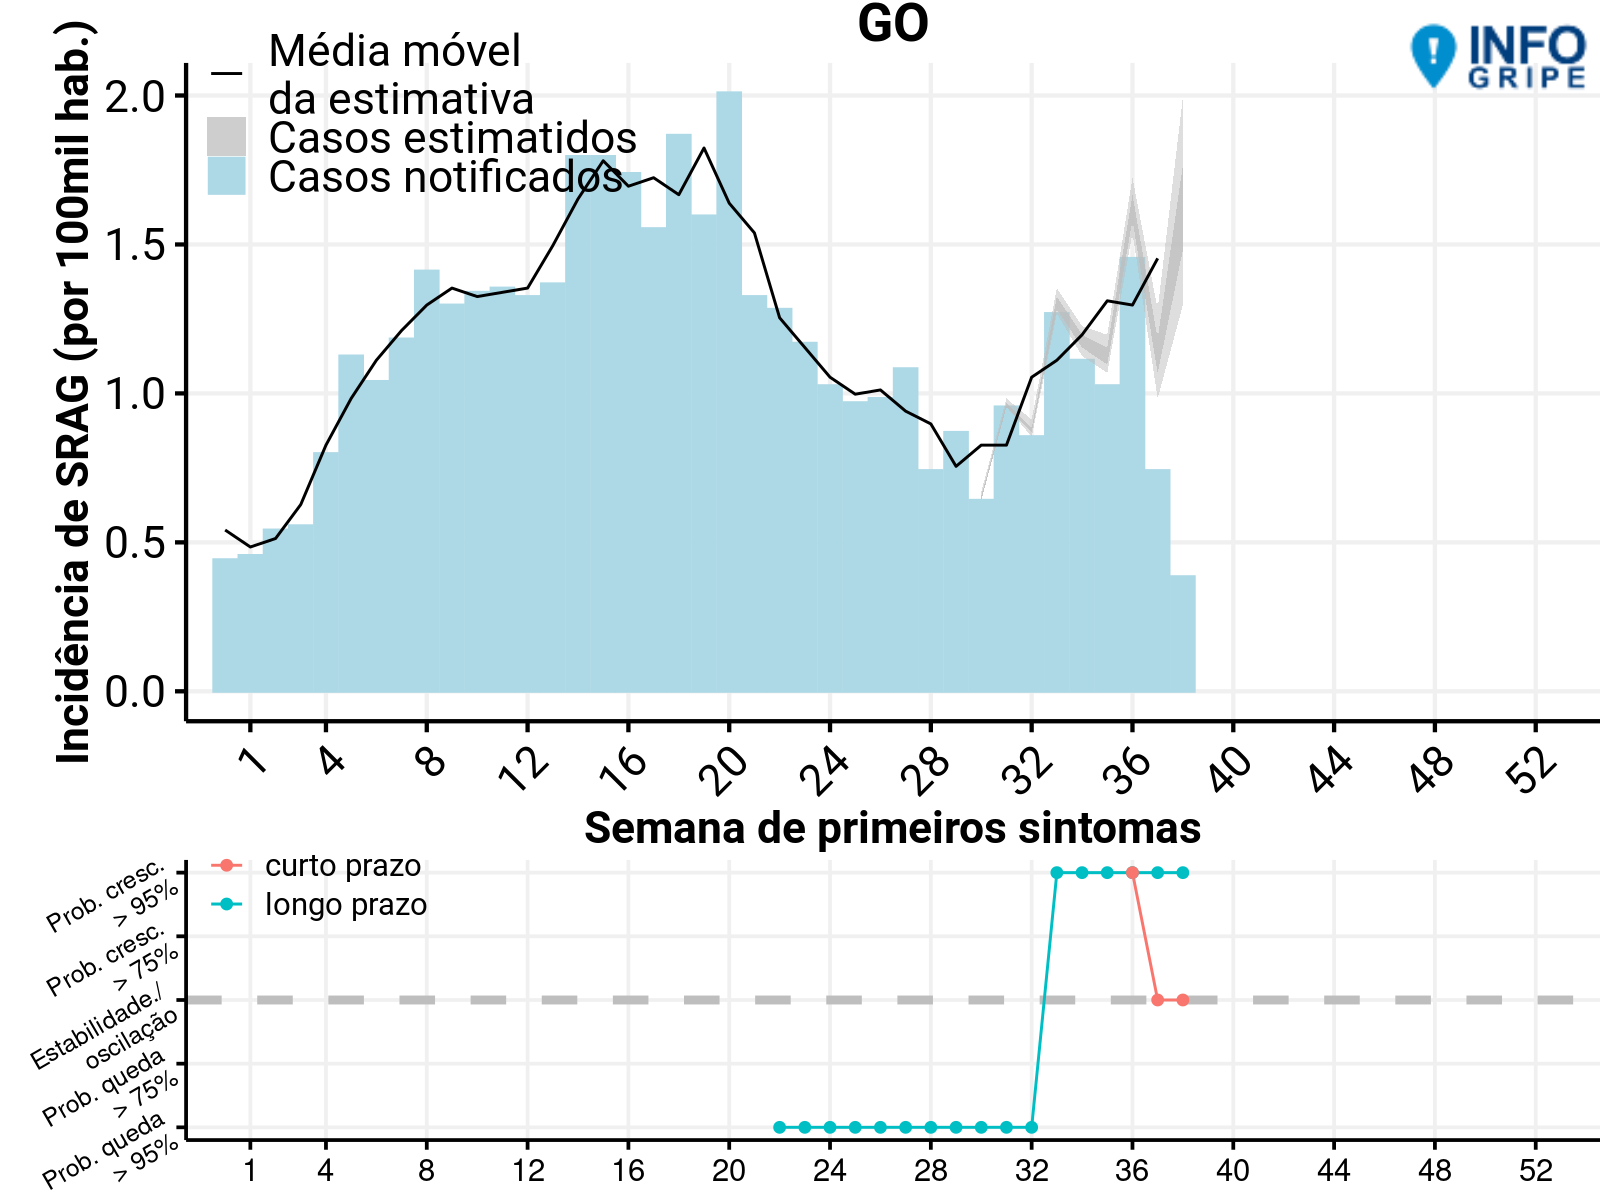 GO
INFO
GRIPE
Média móvel
da estimativa
Casos estimatidos
Casos notificados
Incidência de SRAG (por 100mil hab.)
2.0
1.5
1.0
0.5
0.0
1 4 8 12 16 20 24 28 32 36 40 44 48 52
Semana de primeiros sintomas
curto prazo
longo prazo
Prob. cresc.
> 95%
Prob. cresc.
> 75%
Estabilidade./
oscilação
Prob. queda
> 75%
Prob. queda
> 95%
1 4 8 12 16 20 24 28 32 36 40 44 48 52